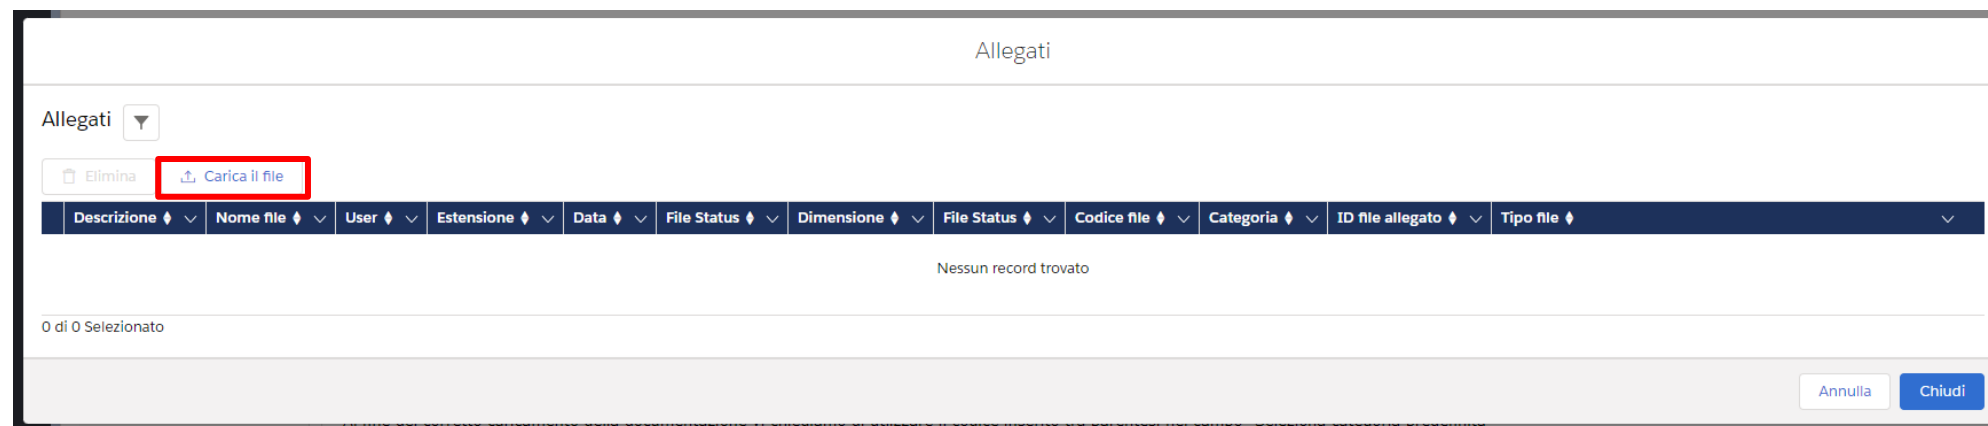 Allegati
Allegati
Elimina Carica il file
Descrizione Nome file User Estensione Data File Status Dimensione File Status Codice file Categoria ID file allegato Tipo file
Nessun record trovato
0 di 0 Selezionato
Annulla Chiudi